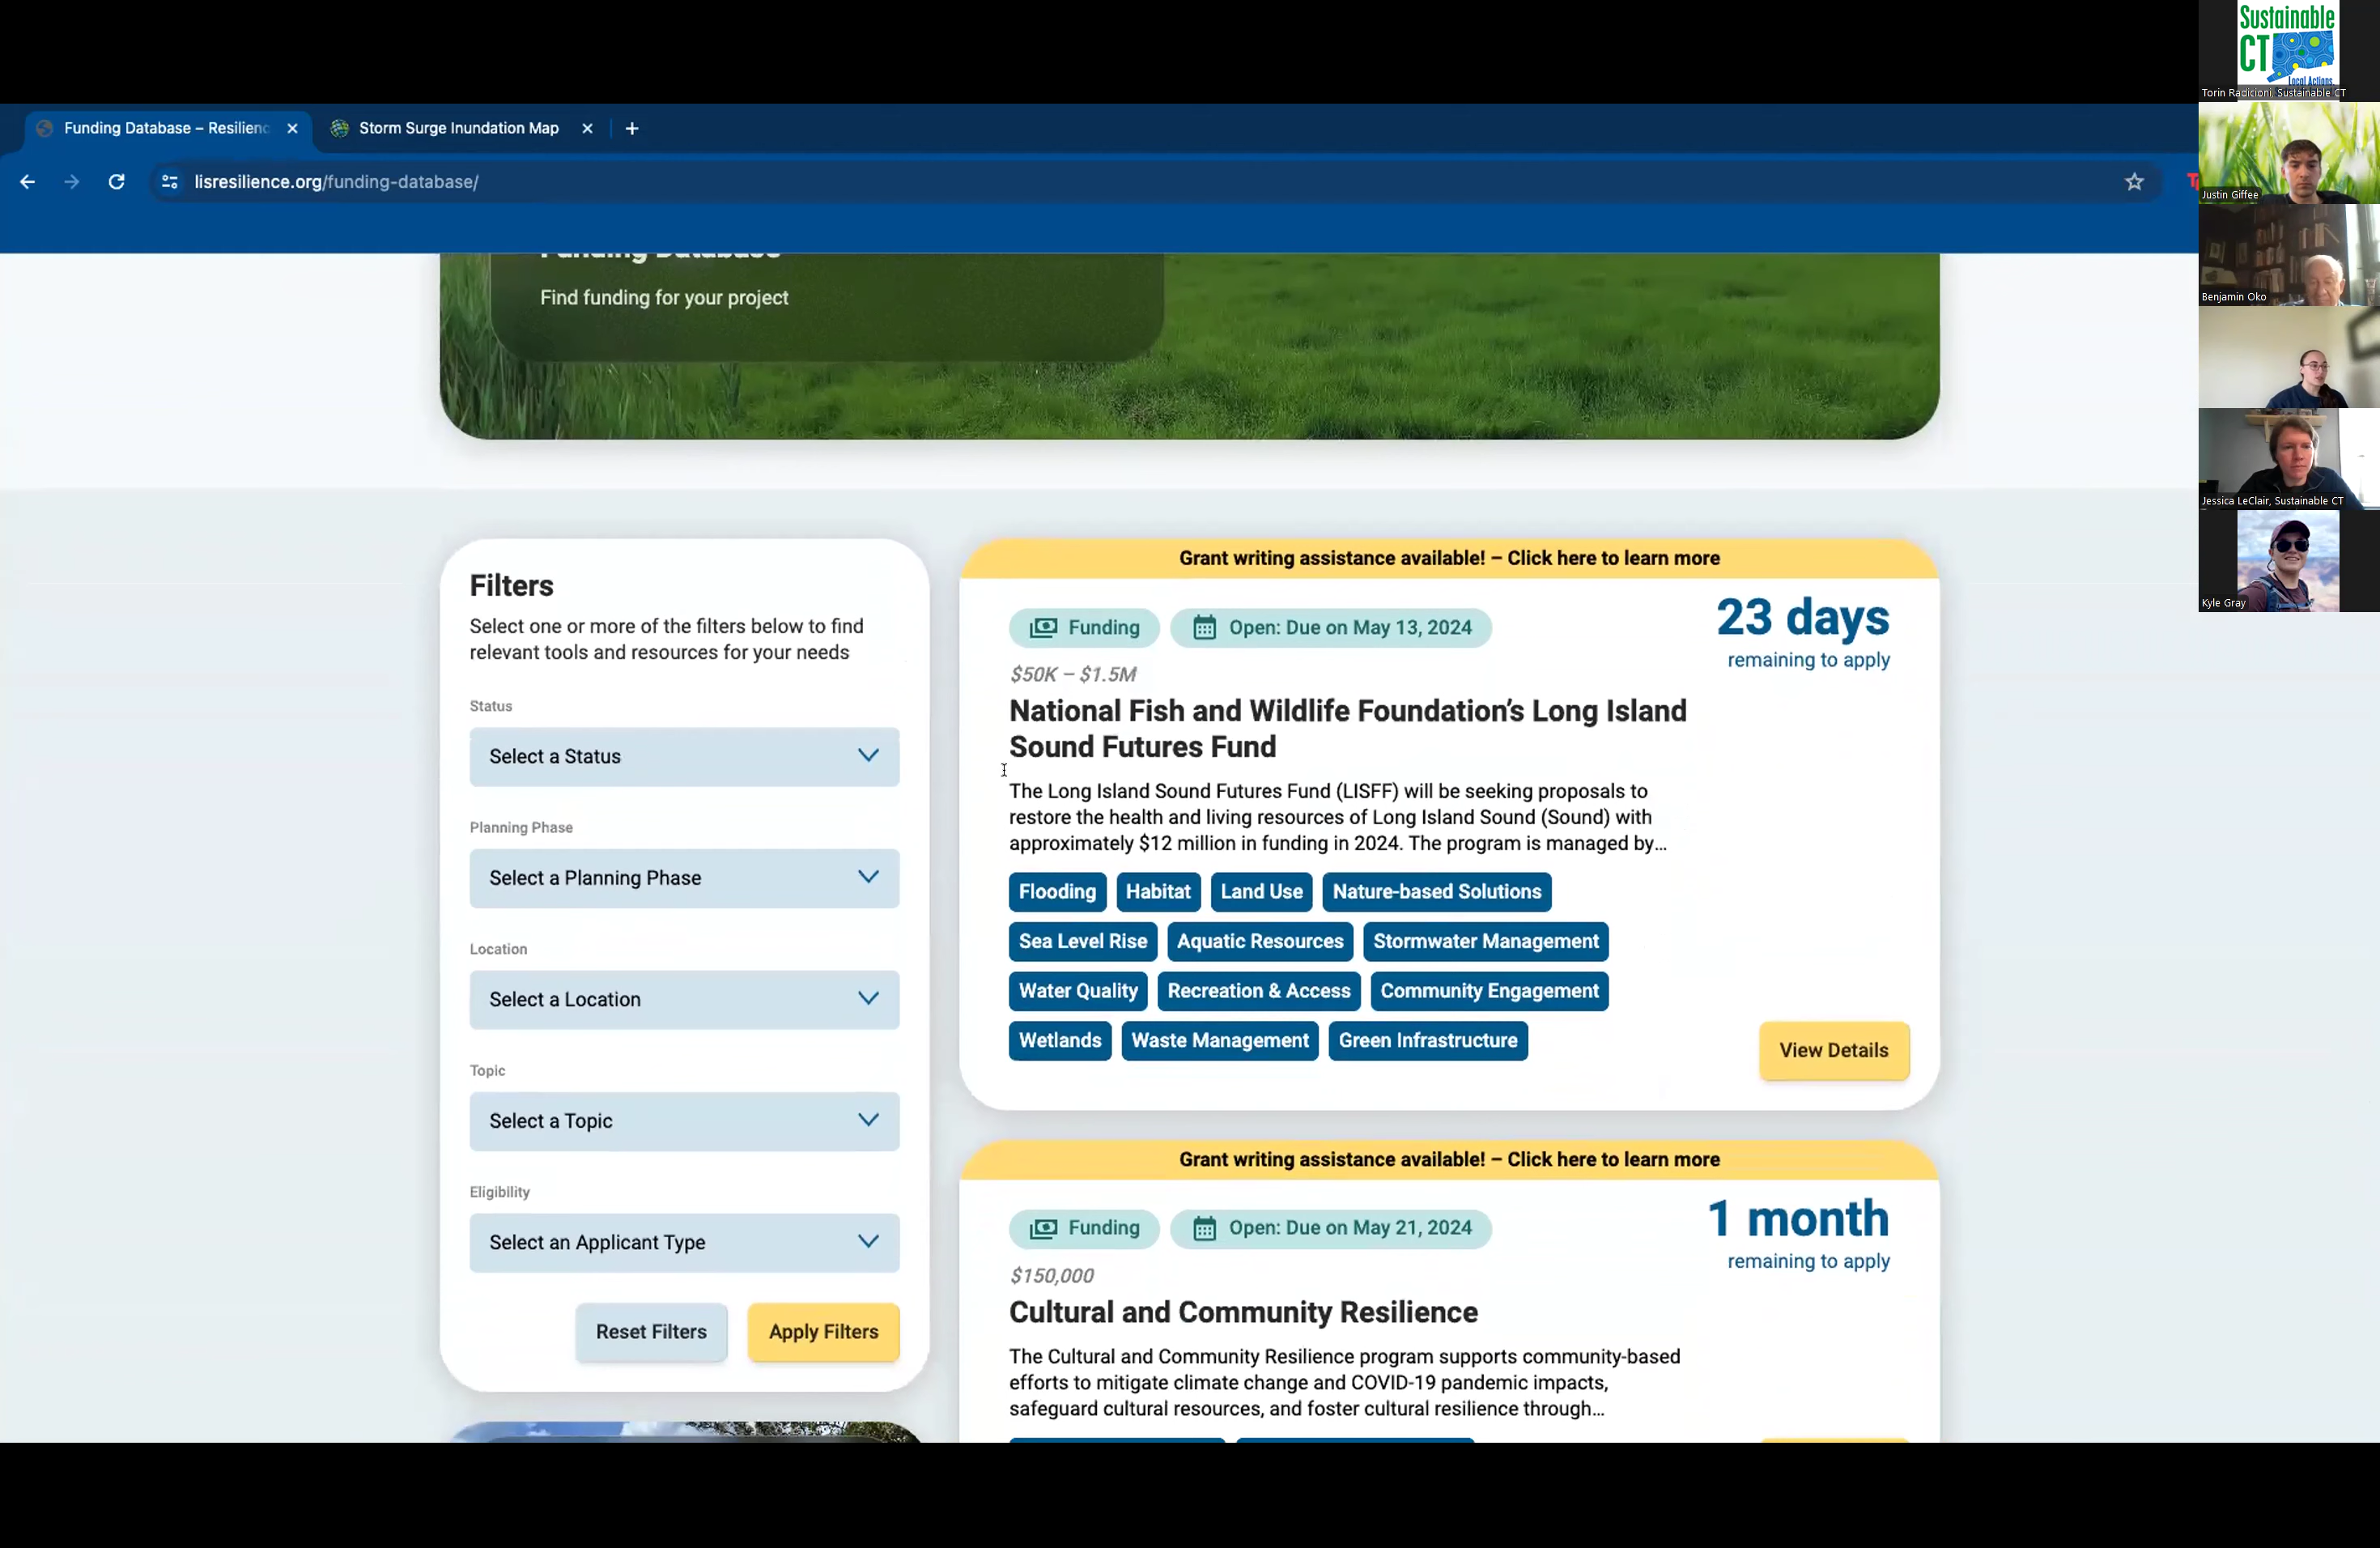 Funding Database – Resilienc
Storm Surge Inundation Map
lisresilience.org/funding-database/
Funding Database
Find funding for your project
Filters
Select one or more of the filters below to find
relevant tools and resources for your needs
Status
Select a Status
Planning Phase
Select a Planning Phase
Location
Select a Location
Topic
Select a Topic
Eligibility
Select an Applicant Type
Reset Filters
Apply Filters
Grant writing assistance available! – Click here to learn more
Funding
Open: Due on May 13, 2024
23 days
remaining to apply
$50K – $1.5M
National Fish and Wildlife Foundation’s Long Island
Sound Futures Fund
The Long Island Sound Futures Fund (LISFF) will be seeking proposals to
restore the health and living resources of Long Island Sound (Sound) with
approximately $12 million in funding in 2024. The program is managed by...
Flooding Habitat Land Use Nature-based Solutions
Sea Level Rise Aquatic Resources Stormwater Management
Water Quality Recreation & Access Community Engagement
Wetlands Waste Management Green Infrastructure
View Details
Grant writing assistance available! – Click here to learn more
Funding
Open: Due on May 21, 2024
1 month
remaining to apply
$150,000
Cultural and Community Resilience
The Cultural and Community Resilience program supports community-based
efforts to mitigate climate change and COVID-19 pandemic impacts,
safeguard cultural resources, and foster cultural resilience through...
Sustainable
CT
Local Actions
Torin Radicioni, Sustainable CT
Justin Giffee
Benjamin Oko
Jessica LeClair, Sustainable CT
Kyle Gray